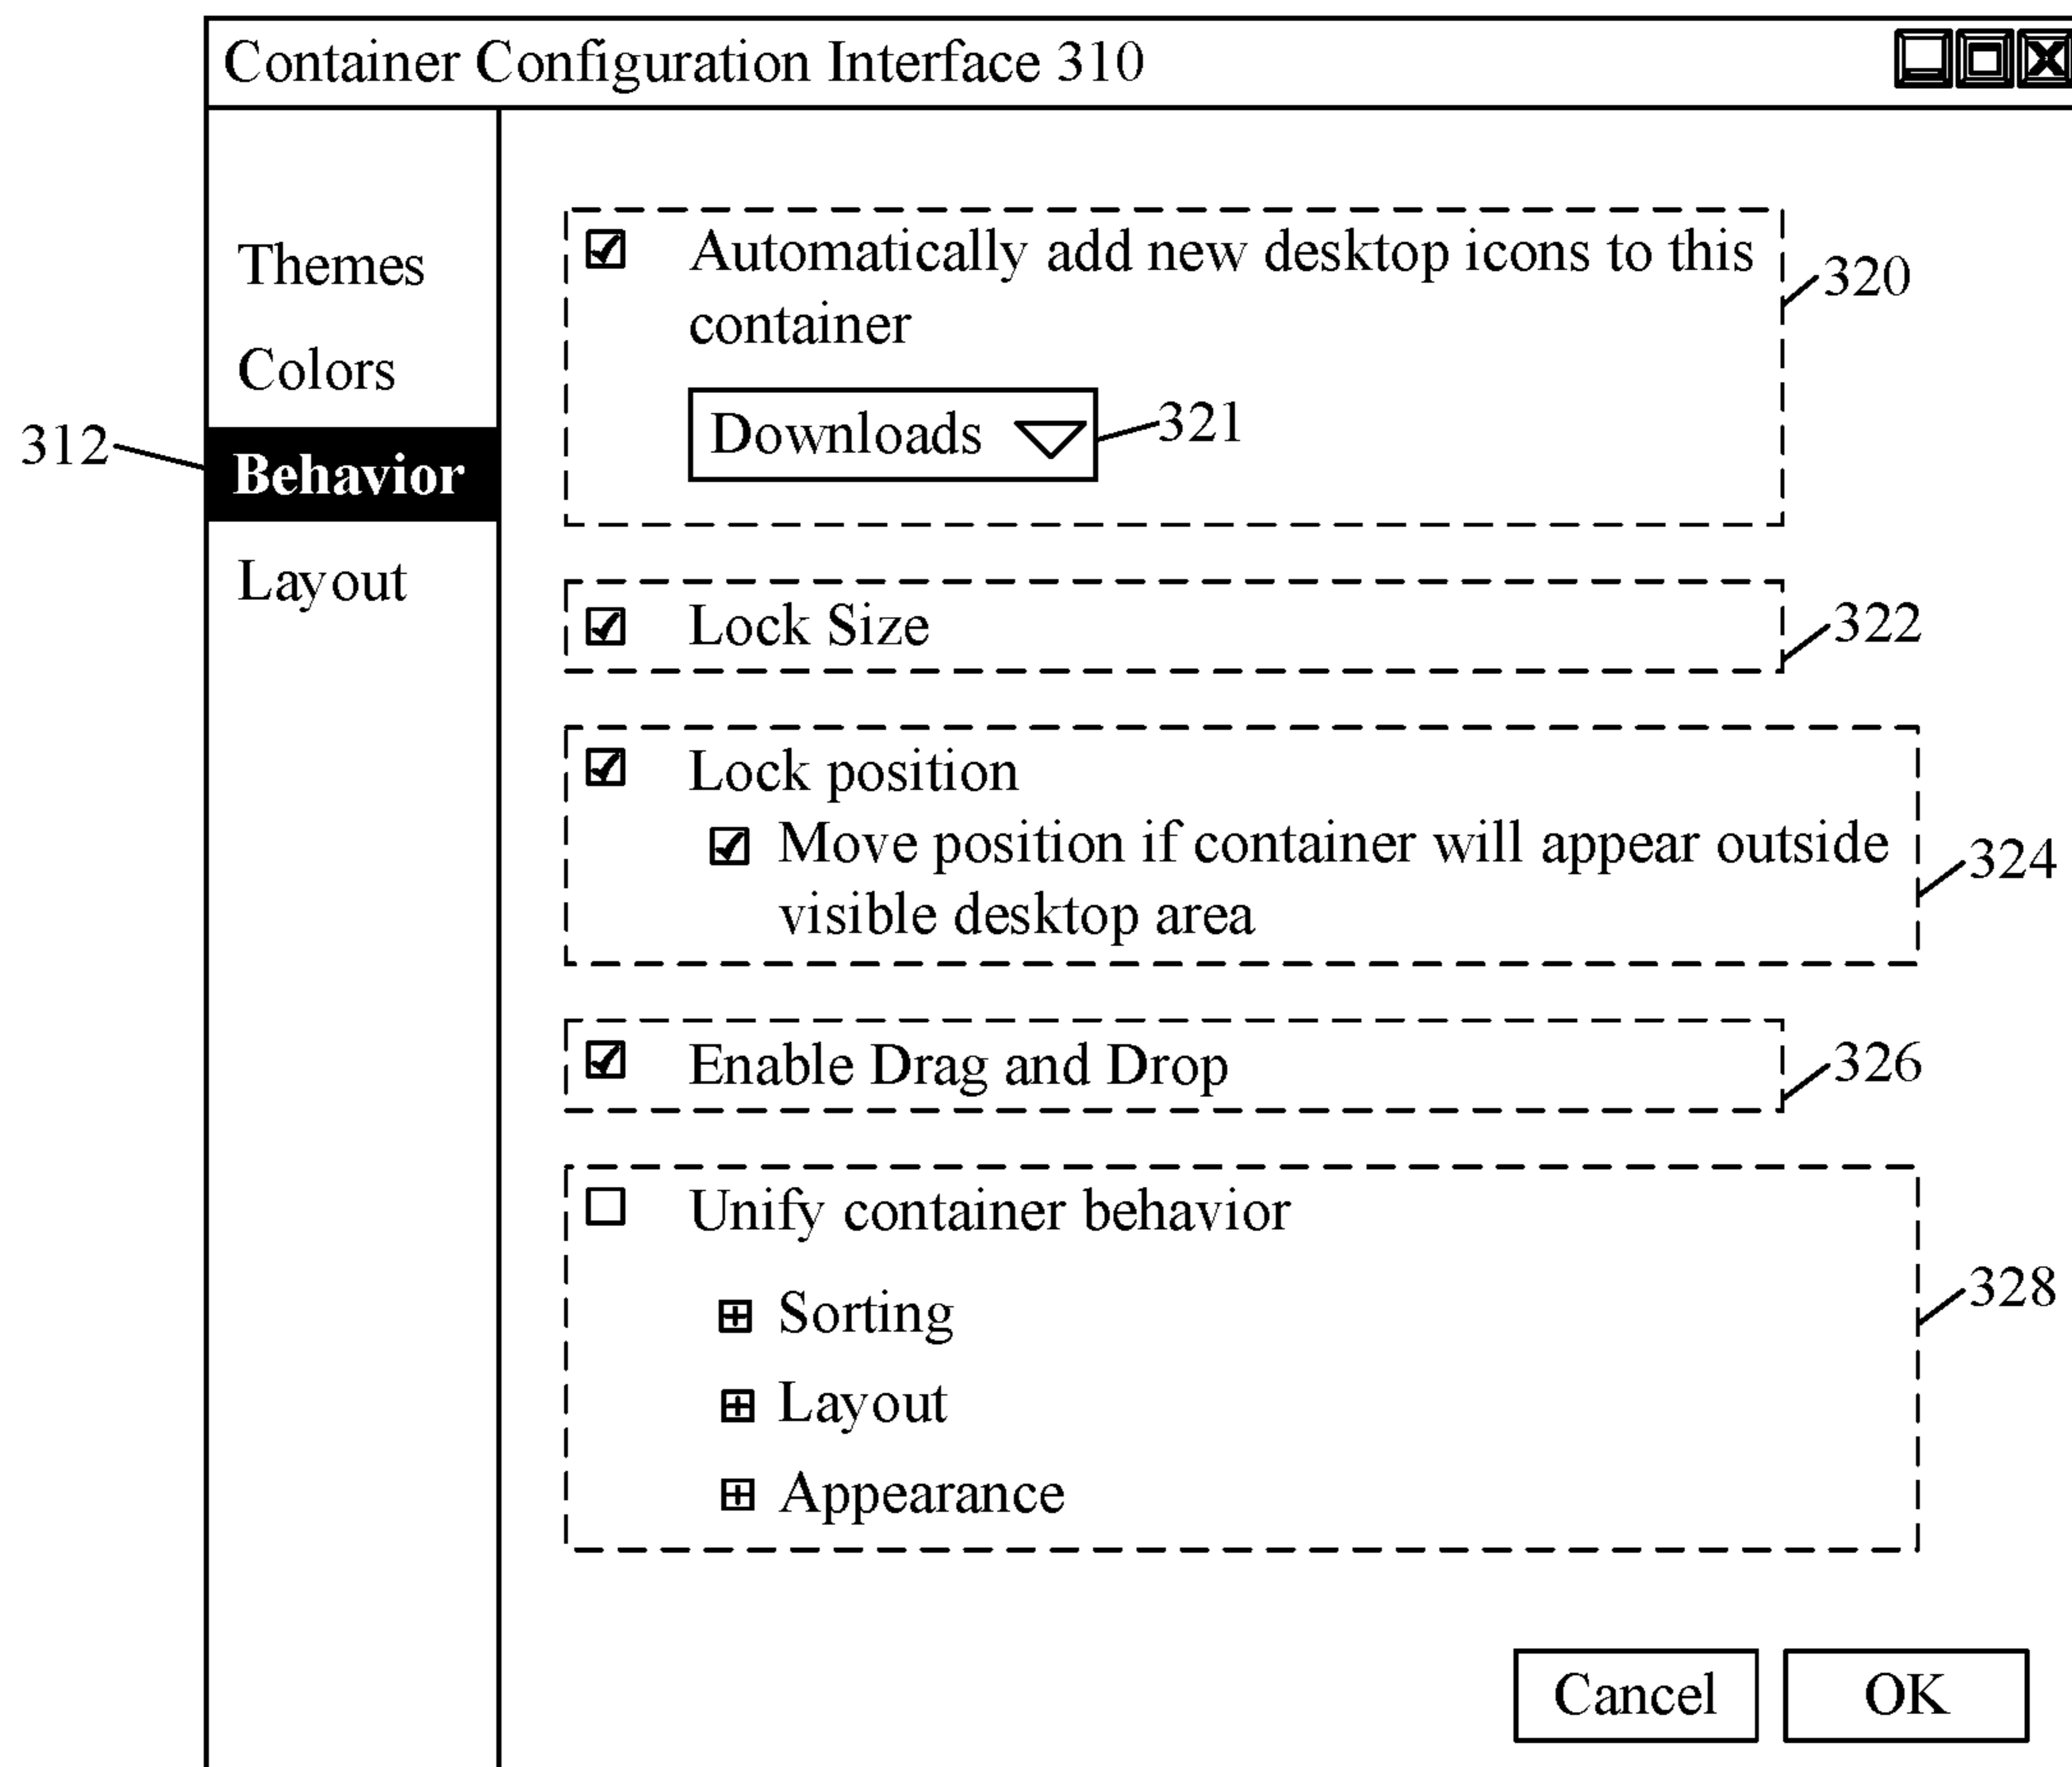 Container Configuration Interface 310
Themes
Colors
312
Behavior
Layout
Automatically add new desktop icons to this
container
320
Downloads
321
Lock Size
322
Lock position
Move position if container will appear outside
visible desktop area
324
Enable Drag and Drop
326
Unify container behavior
Sorting
Layout
Appearance
328
Cancel
OK